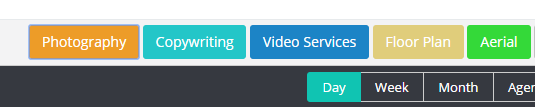 Photography Copywriting Video Services Floor Plan Aerial
Day Week Month